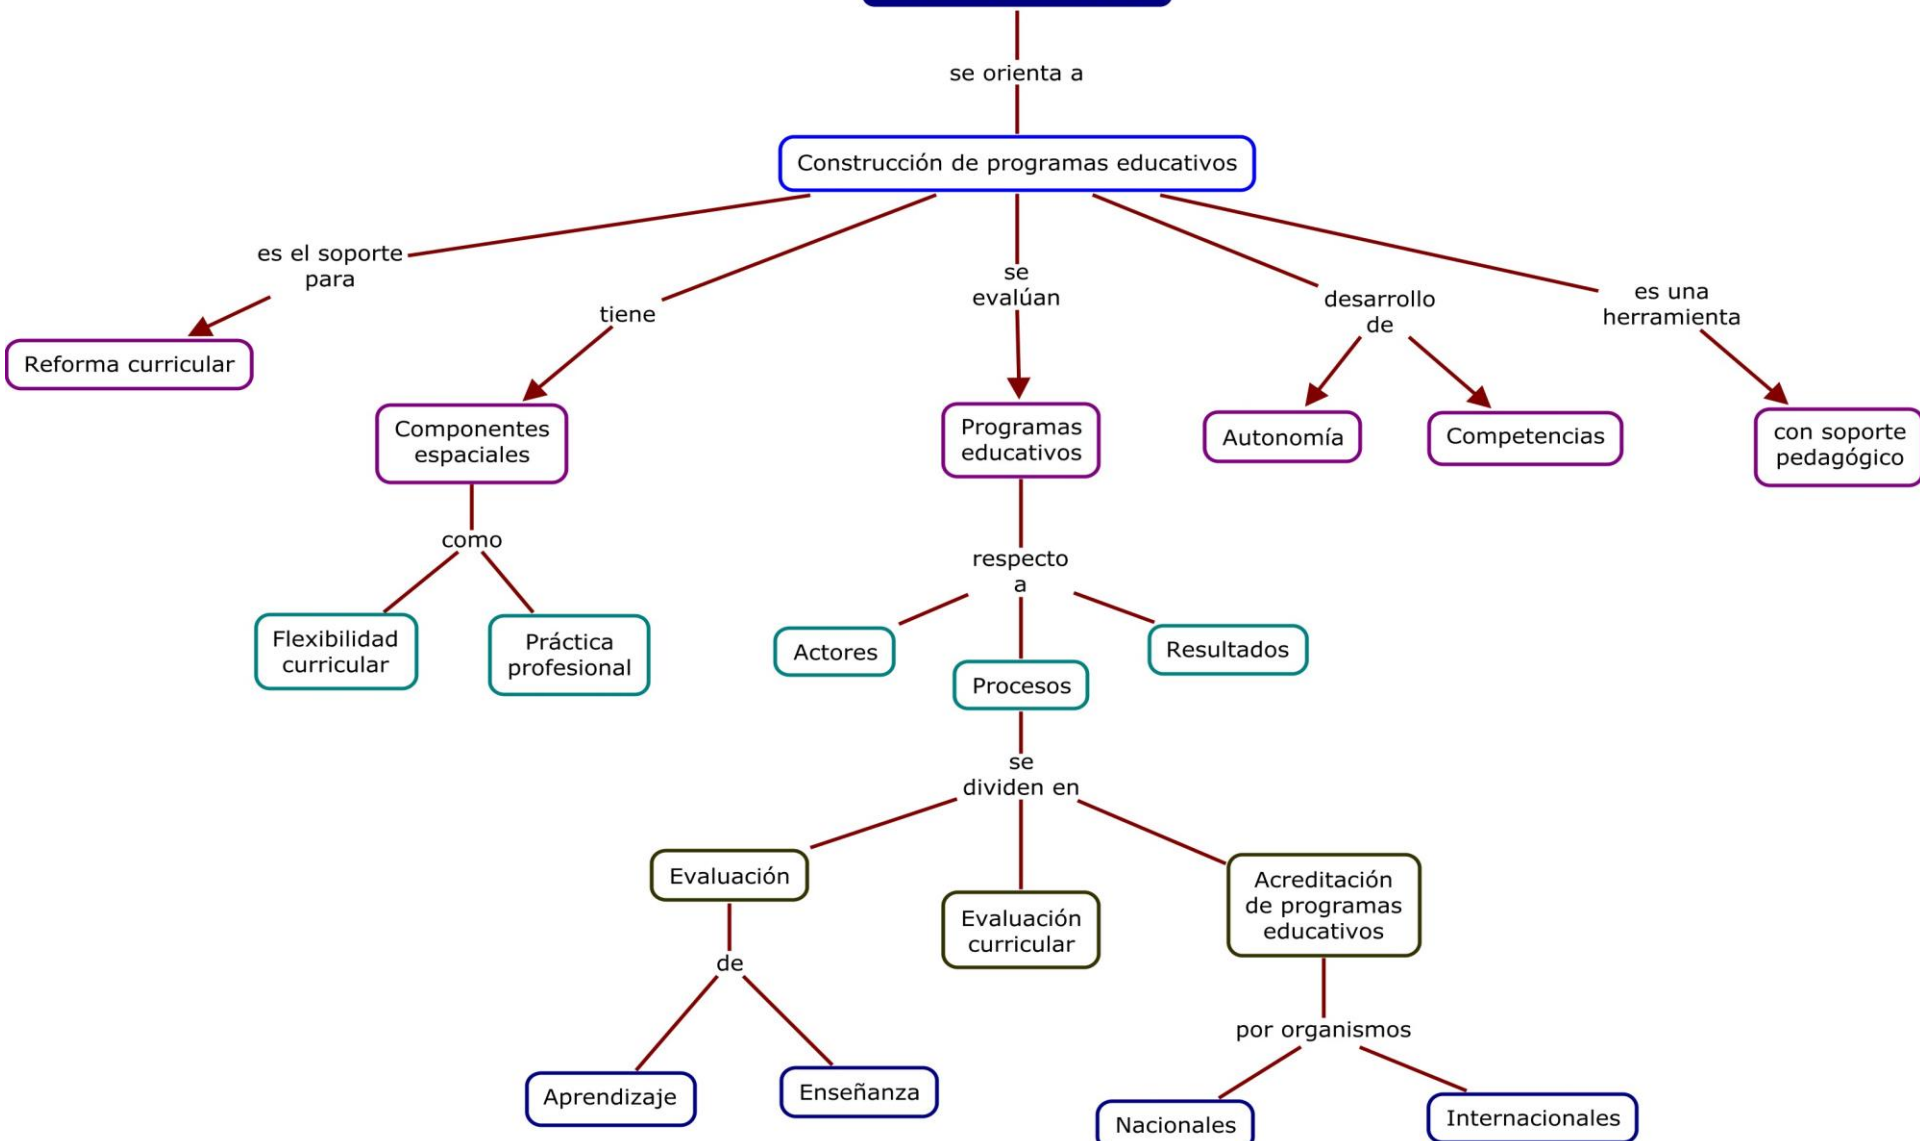 se orienta a
Construcción de programas educativos
es el soporte
para
tiene
se
evalúan
desarrollo
de
es una
herramienta
Reforma curricular
Componentes
espaciales
Programas
educativos
Autonomía
Competencias
con soporte
pedagógico
como
respecto
a
Flexibilidad
curricular
Práctica
profesional
Actores
Procesos
Resultados
se
dividen en
Evaluación
Evaluación
curricular
Acreditación
de programas
educativos
de
por organismos
Aprendizaje
Enseñanza
Nacionales
Internacionales